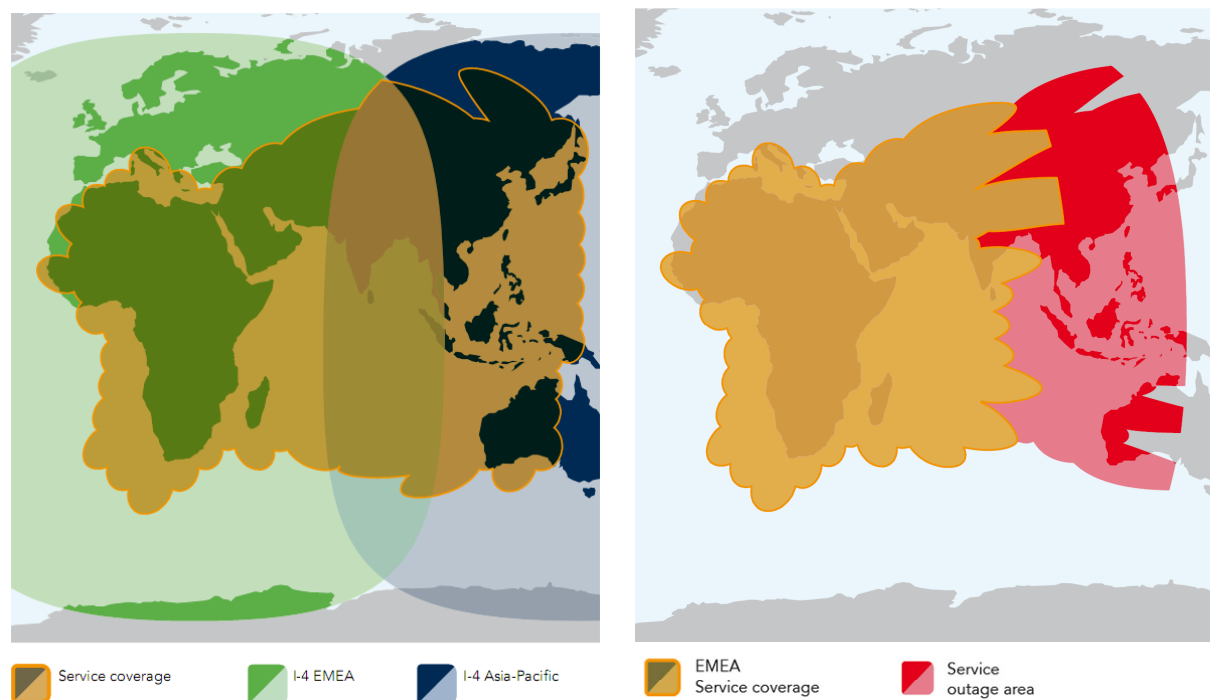 Service coverage
I-4 EMEA
I-4 Asia-Pacific
EMEA
Service coverage
Service
outage area